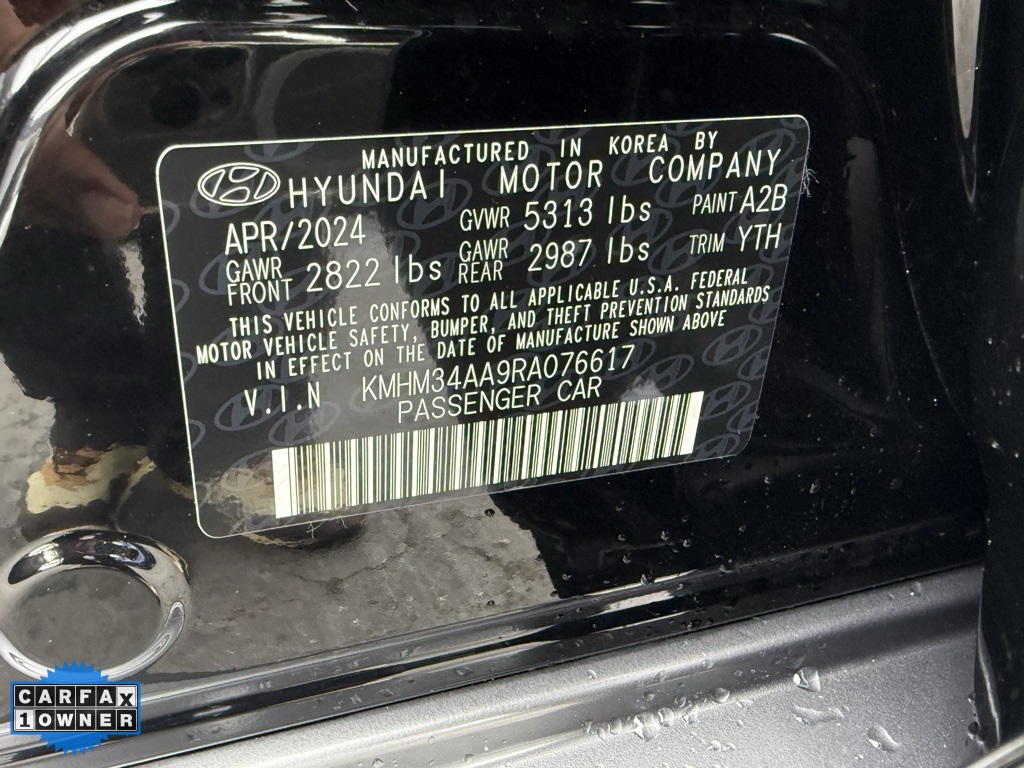 MANUFACTURED IN KOREA BY
HYUNDAI MOTOR COMPANY
APR/2024 GVWR 5313 lbs PAINT A2B
GAWR FRONT 2822 lbs GAWR REAR 2987 lbs TRIM YTH
THIS VEHICLE CONFORMS TO ALL APPLICABLE U.S.A. FEDERAL
MOTOR VEHICLE SAFETY, BUMPER, AND THEFT PREVENTION STANDARDS
IN EFFECT ON THE DATE OF MANUFACTURE SHOWN ABOVE
V.I.N KMHM34AA9RA076617
PASSENGER CAR
CARFAX
1 OWNER